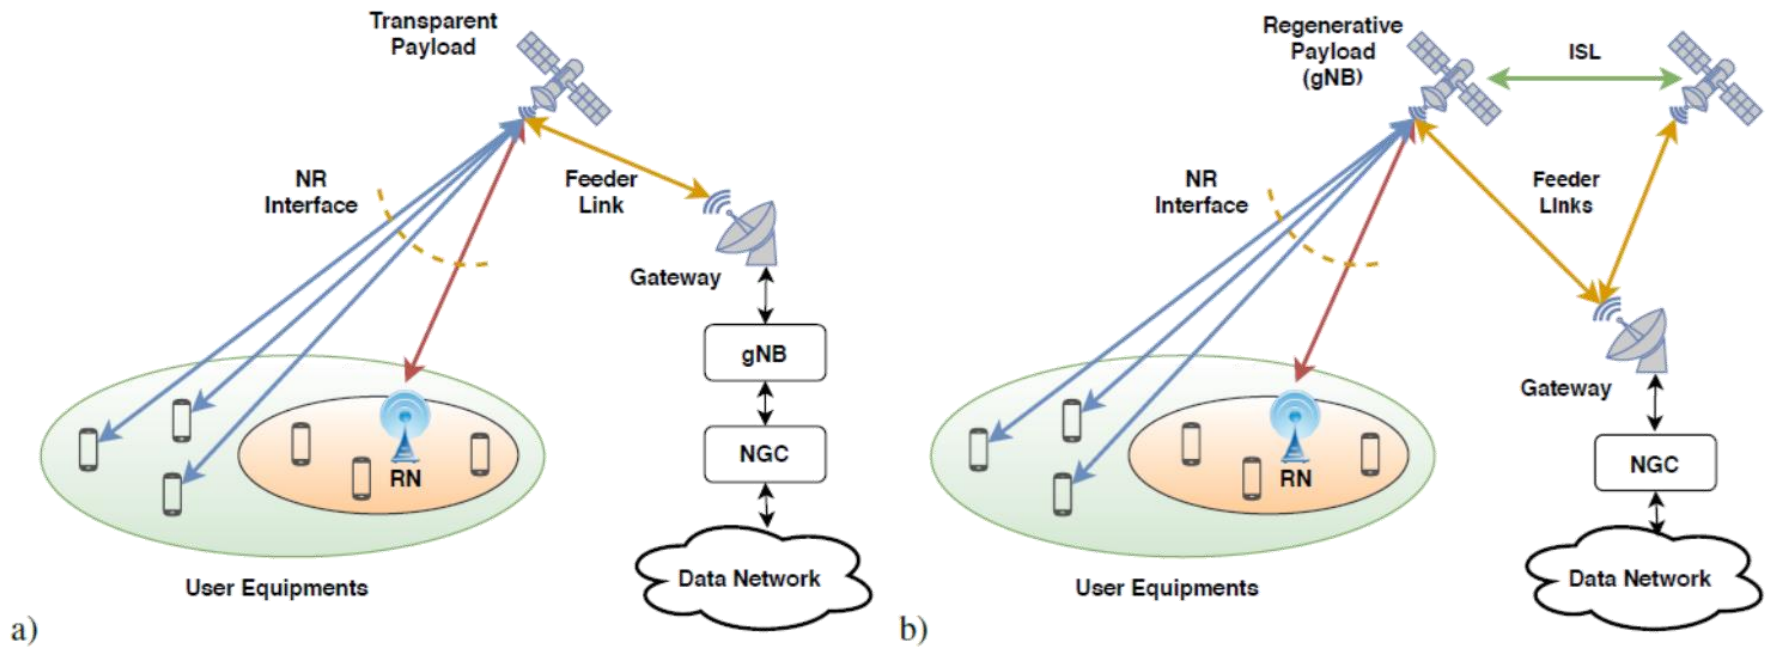 Transparent
Payload
NR
Interface
Feeder
Link
Gateway
gNB
RN
NGC
Data Network
User Equipments
a)
Regenerative
Payload
(gNB)
ISL
NR
Interface
Feeder
Links
Gateway
RN
NGC
Data Network
User Equipments
b)